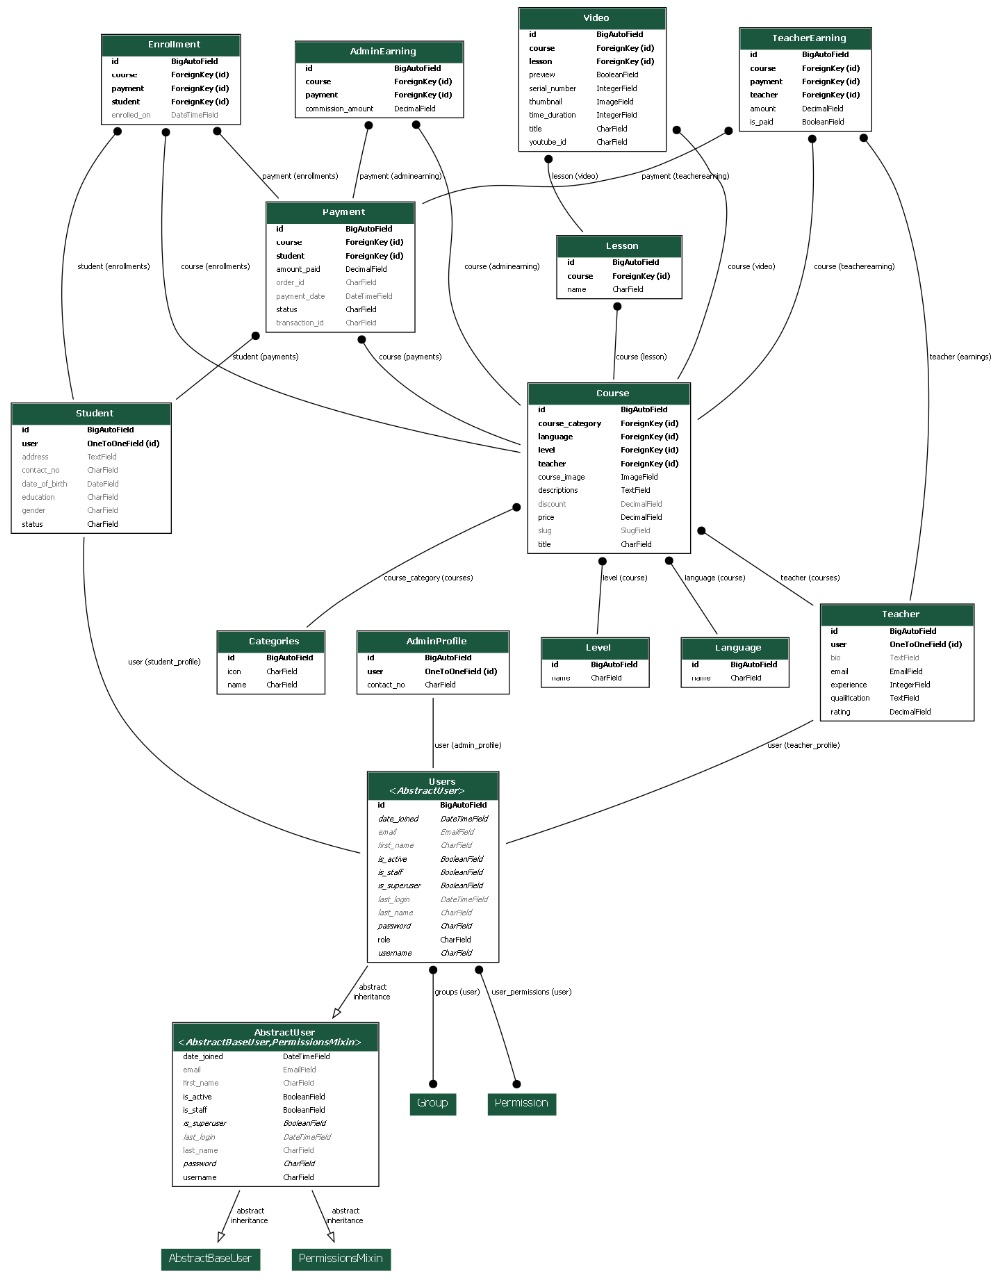 Enrollment
id BigAutoField
course ForeignKey (id)
payment ForeignKey (id)
student ForeignKey (id)
enrolled_on DateTimeField
AdminEarning
id BigAutoField
course ForeignKey (id)
payment ForeignKey (id)
commission_amount DecimalField
Video
id BigAutoField
course ForeignKey (id)
lesson ForeignKey (id)
preview BooleanField
serial_number IntegerField
thumbnail ImageField
time_duration IntegerField
title CharField
youtube_id CharField
TeacherEarning
id BigAutoField
course ForeignKey (id)
payment ForeignKey (id)
teacher ForeignKey (id)
amount DecimalField
is_paid BooleanField
payment (enrollments)
payment (adminearning)
lesson (video)
payment (teacherearning)
Payment
id BigAutoField
course ForeignKey (id)
student ForeignKey (id)
amount_paid DecimalField
order_id CharField
payment_date DateTimeField
status CharField
transaction_id CharField
Lesson
id BigAutoField
course ForeignKey (id)
name CharField
student (enrollments)
course (enrollments)
course (adminearning)
course (video)
course (teacherearning)
student (payments)
course (payments)
course (lesson)
teacher (earnings)
Student
id BigAutoField
user OneToOneField (id)
address TextField
contact_no CharField
date_of_birth DateField
education CharField
gender CharField
status CharField
Course
id BigAutoField
course_category ForeignKey (id)
language ForeignKey (id)
level ForeignKey (id)
teacher ForeignKey (id)
course_image ImageField
descriptions TextField
discount DecimalField
price DecimalField
slug SlugField
title CharField
course_category (courses)
level (course)
language (course)
teacher (courses)
Categories
id BigAutoField
icon CharField
name CharField
AdminProfile
id BigAutoField
user OneToOneField (id)
contact_no CharField
Level
id BigAutoField
name CharField
Language
id BigAutoField
name CharField
Teacher
id BigAutoField
user OneToOneField (id)
bio TextField
email EmailField
experience IntegerField
qualification TextField
rating DecimalField
user (student_profile)
user (admin_profile)
user (teacher_profile)
Users
<AbstractUser>
id BigAutoField
date_joined DateTimeField
email EmailField
first_name CharField
is_active BooleanField
is_staff BooleanField
is_superuser BooleanField
last_login DateTimeField
last_name CharField
password CharField
role CharField
username CharField
abstract
inheritance
groups (user)
user_permissions (user)
AbstractUser
<AbstractBaseUser,PermissionsMixin>
date_joined DateTimeField
email EmailField
first_name CharField
is_active BooleanField
is_staff BooleanField
is_superuser BooleanField
last_login DateTimeField
last_name CharField
password CharField
username CharField
Group
Permission
abstract
inheritance
abstract
inheritance
AbstractBaseUser
PermissionsMixin